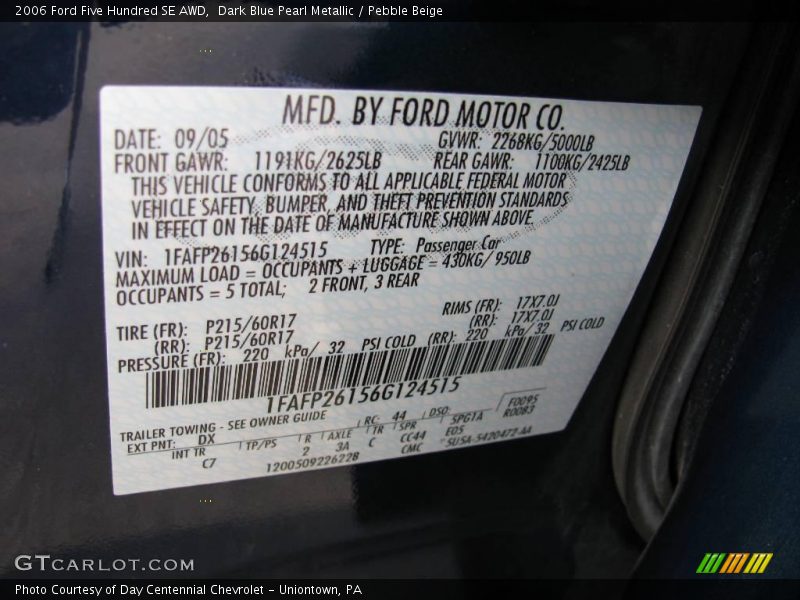 2006 Ford Five Hundred SE AWD,  Dark Blue Pearl Metallic / Pebble Beige
MFD. BY FORD MOTOR CO.
DATE: 09/05 GVWR: 2268KG/5000LB
FRONT GAWR: 1191KG/2625LB REAR GAWR: 1100KG/2425LB
THIS VEHICLE CONFORMS TO ALL APPLICABLE FEDERAL MOTOR
VEHICLE SAFETY, BUMPER, AND THEFT PREVENTION STANDARDS
IN EFFECT ON THE DATE OF MANUFACTURE SHOWN ABOVE.
VIN: 1FAFP26156G124515 TYPE: Passenger Car
MAXIMUM LOAD = OCCUPANTS + LUGGAGE = 430KG/ 950LB
OCCUPANTS = 5 TOTAL; 2 FRONT, 3 REAR
TIRE (FR): P215/60R17 RIMS (FR): 17X7.0J
(RR): P215/60R17 (RR): 17X7.0J
PRESSURE (FR): 220 kPa/ 32 PSI COLD (RR): 220 kPa/ 32 PSI COLD
1FAFP26156G124515
TRAILER TOWING - SEE OWNER GUIDE
EXT PNT: DX RC: 44 DSO: F0095
INT TR TP/PS R AXLE TR SPR 5PG1A R0083
C7 2 3A C CC44 E05
1200509226228 CMC *5U5A-5420472-AA
GTCARLOT.COM
Photo Courtesy of Day Centennial Chevrolet - Uniontown, PA